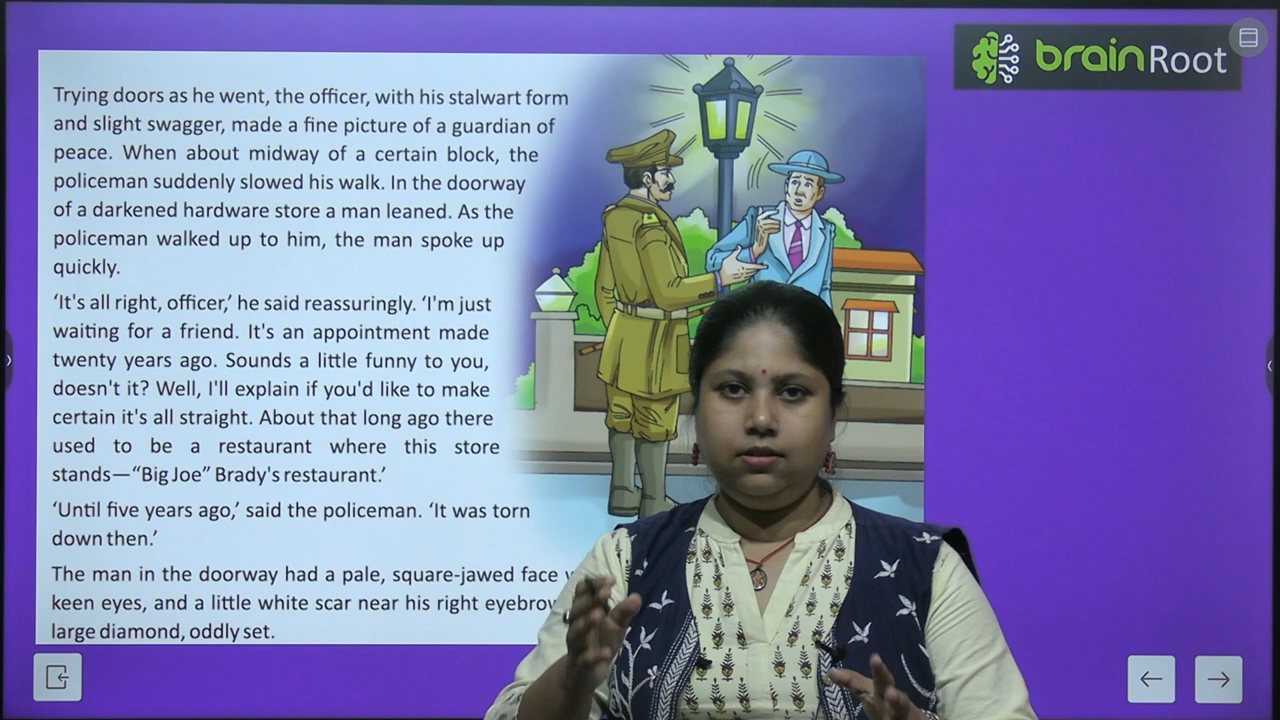 brainRoot
Trying doors as he went, the officer, with his stalwart form
and slight swagger, made a fine picture of a guardian of
peace. When about midway of a certain block, the
policeman suddenly slowed his walk. In the doorway
of a darkened hardware store a man leaned. As the
policeman walked up to him, the man spoke up
quickly.
‘It's all right, officer,’ he said reassuringly. ‘I'm just
waiting for a friend. It's an appointment made
twenty years ago. Sounds a little funny to you,
doesn't it? Well, I'll explain if you'd like to make
certain it's all straight. About that long ago there
used to be a restaurant where this store
stands—“Big Joe” Brady's restaurant.’
‘Until five years ago,’ said the policeman. ‘It was torn
down then.’
The man in the doorway had a pale, square-jawed face
keen eyes, and a little white scar near his right
large diamond, oddly set.